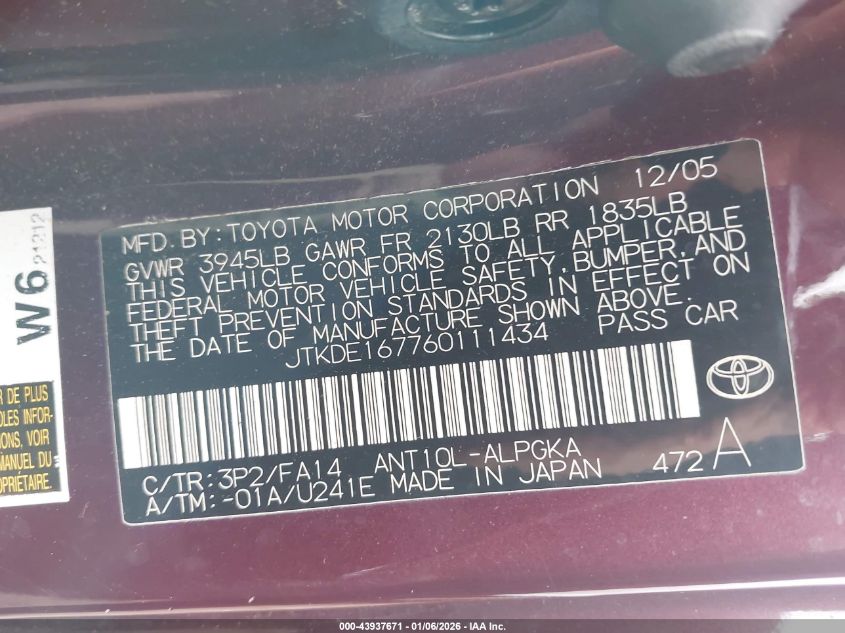 MFD. BY: TOYOTA MOTOR CORPORATION 12/05
GVWR 3945LB GAWR FR 2130LB RR 1835LB
THIS VEHICLE CONFORMS TO ALL APPLICABLE
FEDERAL MOTOR VEHICLE SAFETY, BUMPER, AND
THEFT PREVENTION STANDARDS IN EFFECT ON
THE DATE OF MANUFACTURE SHOWN ABOVE.
JTKDE167760111434 PASS CAR
C/TR: 3P2/FA14 ANT10L-ALPGKA
A/TM: -01A/U241E MADE IN JAPAN 472 A
W6 21212
R DE PLUS
OLES INFOR-
ONS, VOIR
MANUEL DU
OPRIÉTAIRE.
000-43937671 - 01/06/2026 - IAA Inc.